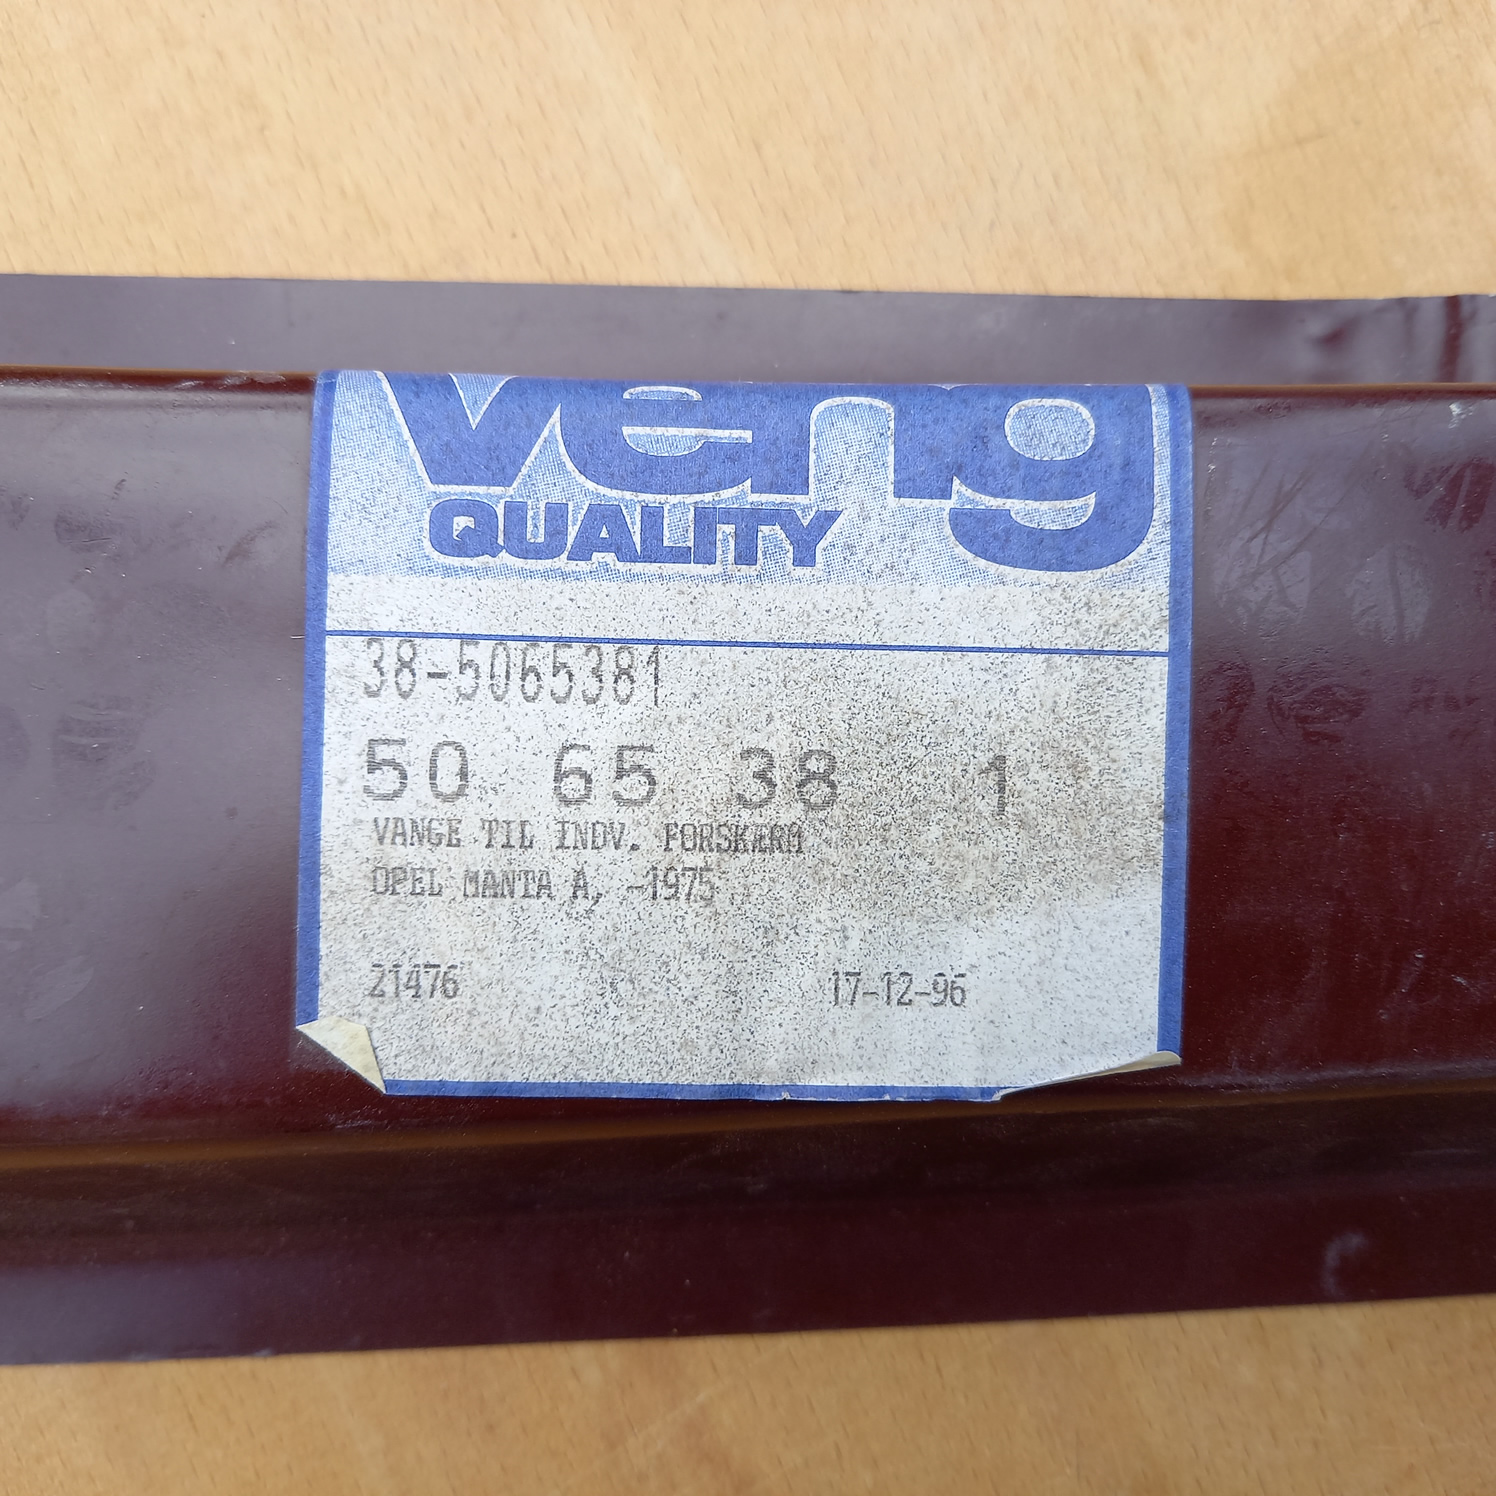 veng
QUALITY
38-5065381
50 65 38 1
VANGE TIL INDV. FORSKÆRM
OPEL MANTA A, -1975
21476 17-12-96